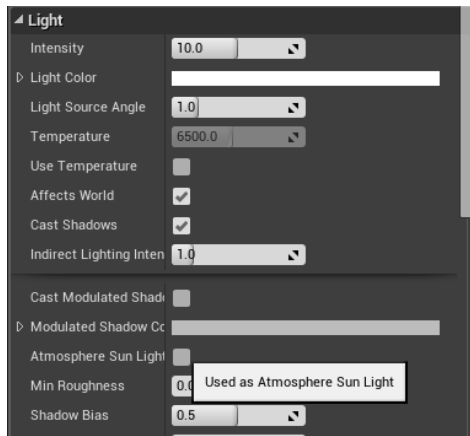 Light
Intensity 10.0
Light Color
Light Source Angle 1.0
Temperature 6500.0
Use Temperature
Affects World
Cast Shadows
Indirect Lighting Inten 1.0
Cast Modulated Shad
Modulated Shadow Co
Atmosphere Sun Light
Min Roughness 0.0
Used as Atmosphere Sun Light
Shadow Bias 0.5